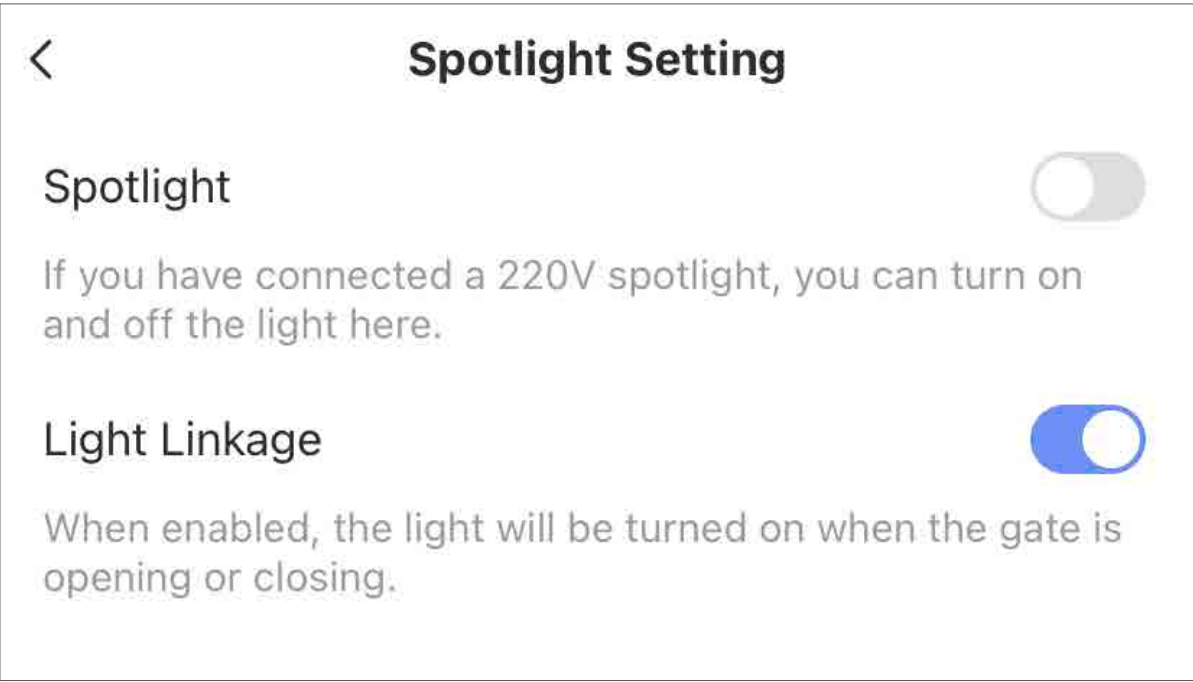 Spotlight Setting
Spotlight
If you have connected a 220V spotlight, you can turn on
and off the light here.
Light Linkage
When enabled, the light will be turned on when the gate is
opening or closing.